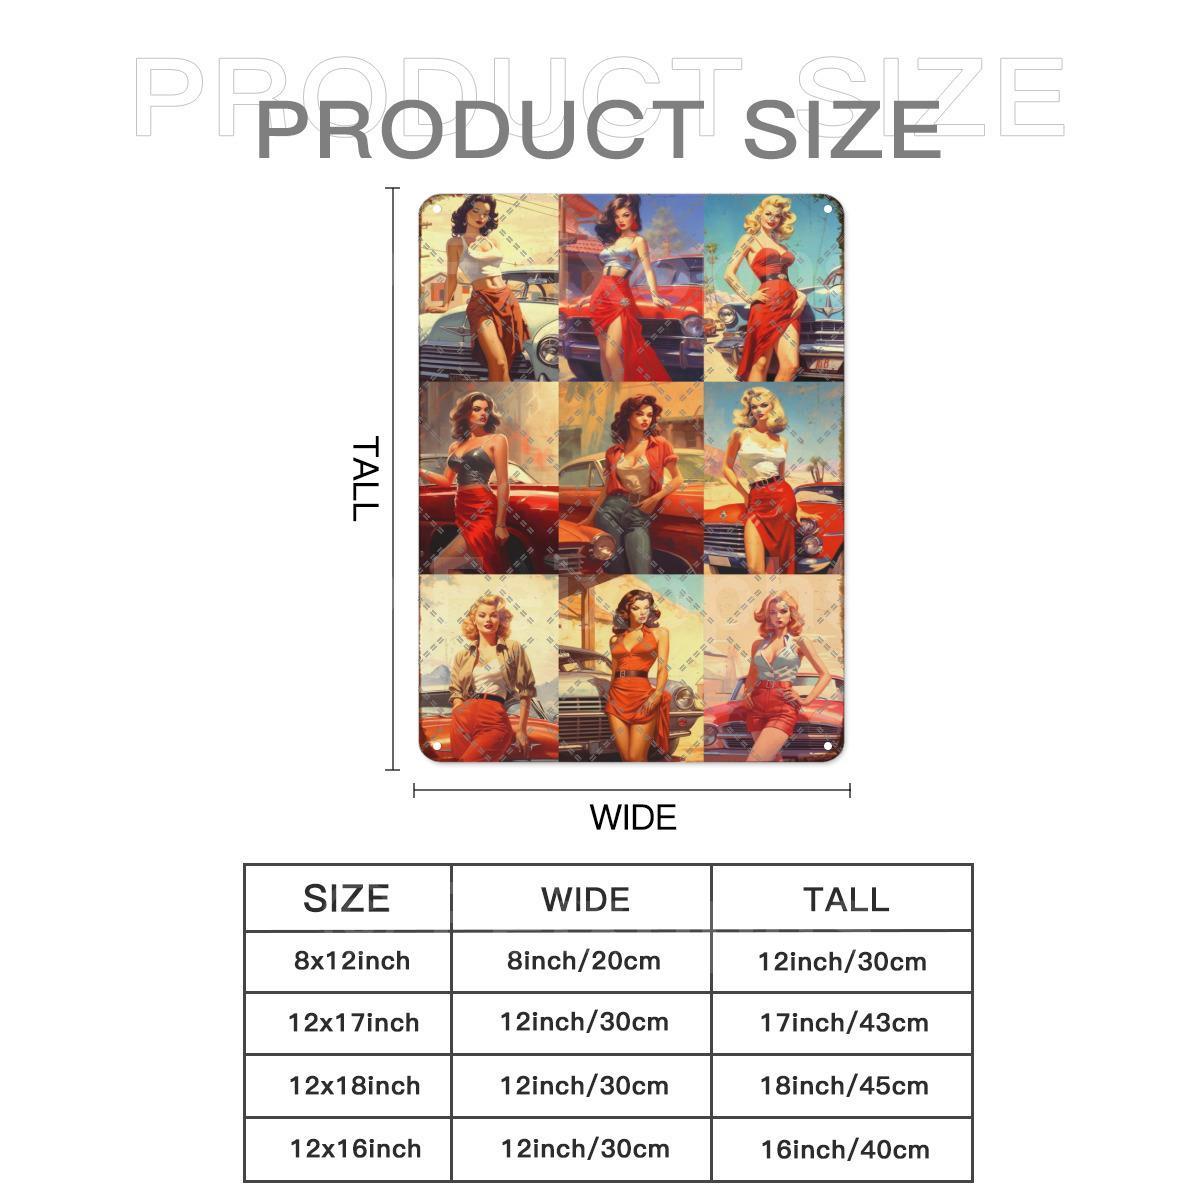 PRODUCT SIZE
PRODUCT SIZE
TALL
WIDE
SIZE WIDE TALL
8x12inch 8inch/20cm 12inch/30cm
12x17inch 12inch/30cm 17inch/43cm
12x18inch 12inch/30cm 18inch/45cm
12x16inch 12inch/30cm 16inch/40cm